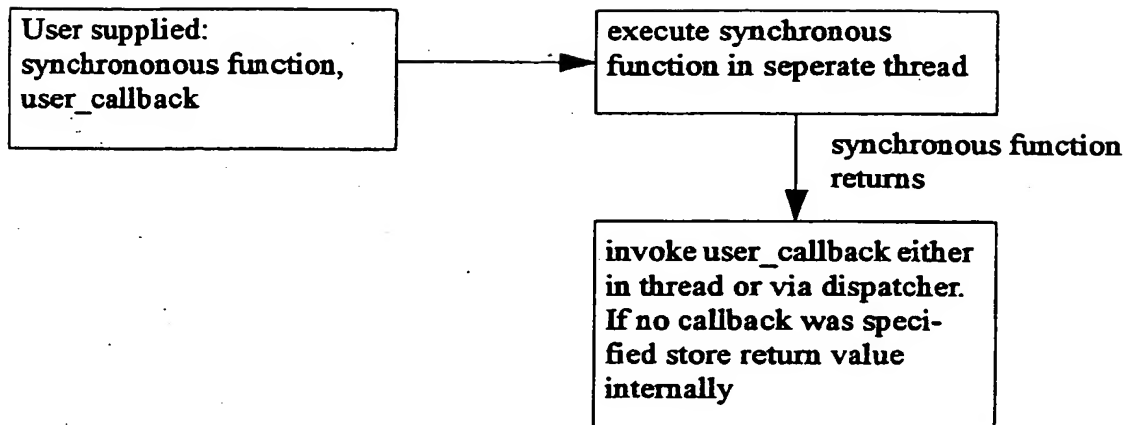 User supplied:
synchrononous function,
user_callback
execute synchronous
function in seperate thread
synchronous function
returns
invoke user_callback either
in thread or via dispatcher.
If no callback was speci-
fied store return value
internally